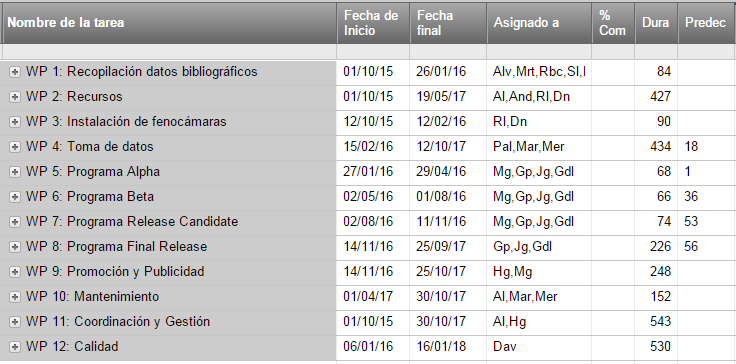 Nombre de la tarea Fecha de Inicio Fecha final Asignado a % Com Dura Predec
WP 1: Recopilación datos bibliográficos 01/10/15 26/01/16 Alv,Mrt,Rbc,Sl,I 84
WP 2: Recursos 01/10/15 19/05/17 Al,And,Rl,Dn 427
WP 3: Instalación de fenocámaras 12/10/15 12/02/16 Rl,Dn 90
WP 4: Toma de datos 15/02/16 12/10/17 Pal,Mar,Mer 434 18
WP 5: Programa Alpha 27/01/16 29/04/16 Mg,Gp,Jg,Gdl 68 1
WP 6: Programa Beta 02/05/16 01/08/16 Mg,Gp,Jg,Gdl 66 36
WP 7: Programa Release Candidate 02/08/16 11/11/16 Mg,Gp,Jg,Gdl 74 53
WP 8: Programa Final Release 14/11/16 25/09/17 Gp,Jg,Gdl 226 56
WP 9: Promoción y Publicidad 14/11/16 25/10/17 Hg,Mg 248
WP 10: Mantenimiento 01/04/17 30/10/17 Al,Mar,Mer 152
WP 11: Coordinación y Gestión 01/10/15 30/10/17 Al,Hg 543
WP 12: Calidad 06/01/16 16/01/18 Dav 530